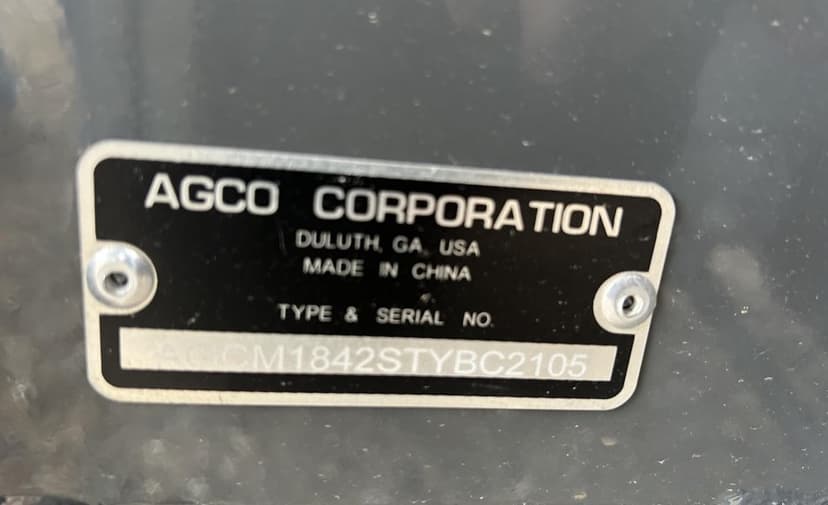 AGCO CORPORATION
DULUTH, GA, USA
MADE IN CHINA
TYPE & SERIAL NO.
AGCM1842STYBC2105